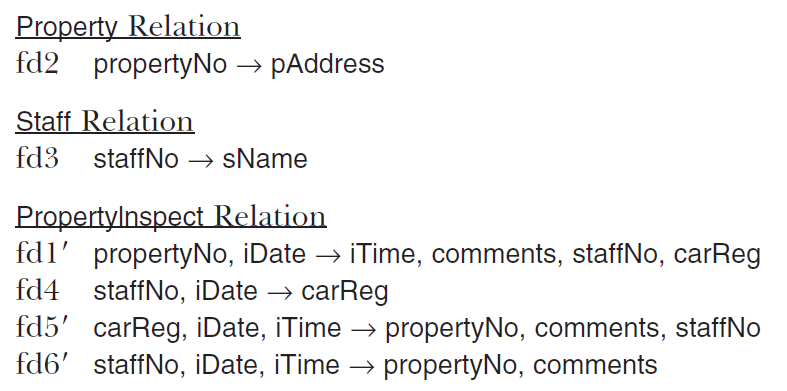 Property Relation
fd2 propertyNo → pAddress
Staff Relation
fd3 staffNo → sName
PropertyInspect Relation
fd1′ propertyNo, iDate → iTime, comments, staffNo, carReg
fd4 staffNo, iDate → carReg
fd5′ carReg, iDate, iTime → propertyNo, comments, staffNo
fd6′ staffNo, iDate, iTime → propertyNo, comments